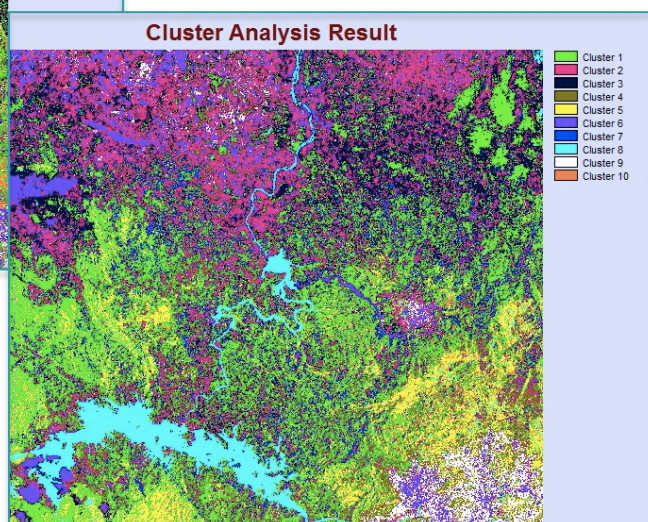 Cluster Analysis Result
Cluster 1
Cluster 2
Cluster 3
Cluster 4
Cluster 5
Cluster 6
Cluster 7
Cluster 8
Cluster 9
Cluster 10